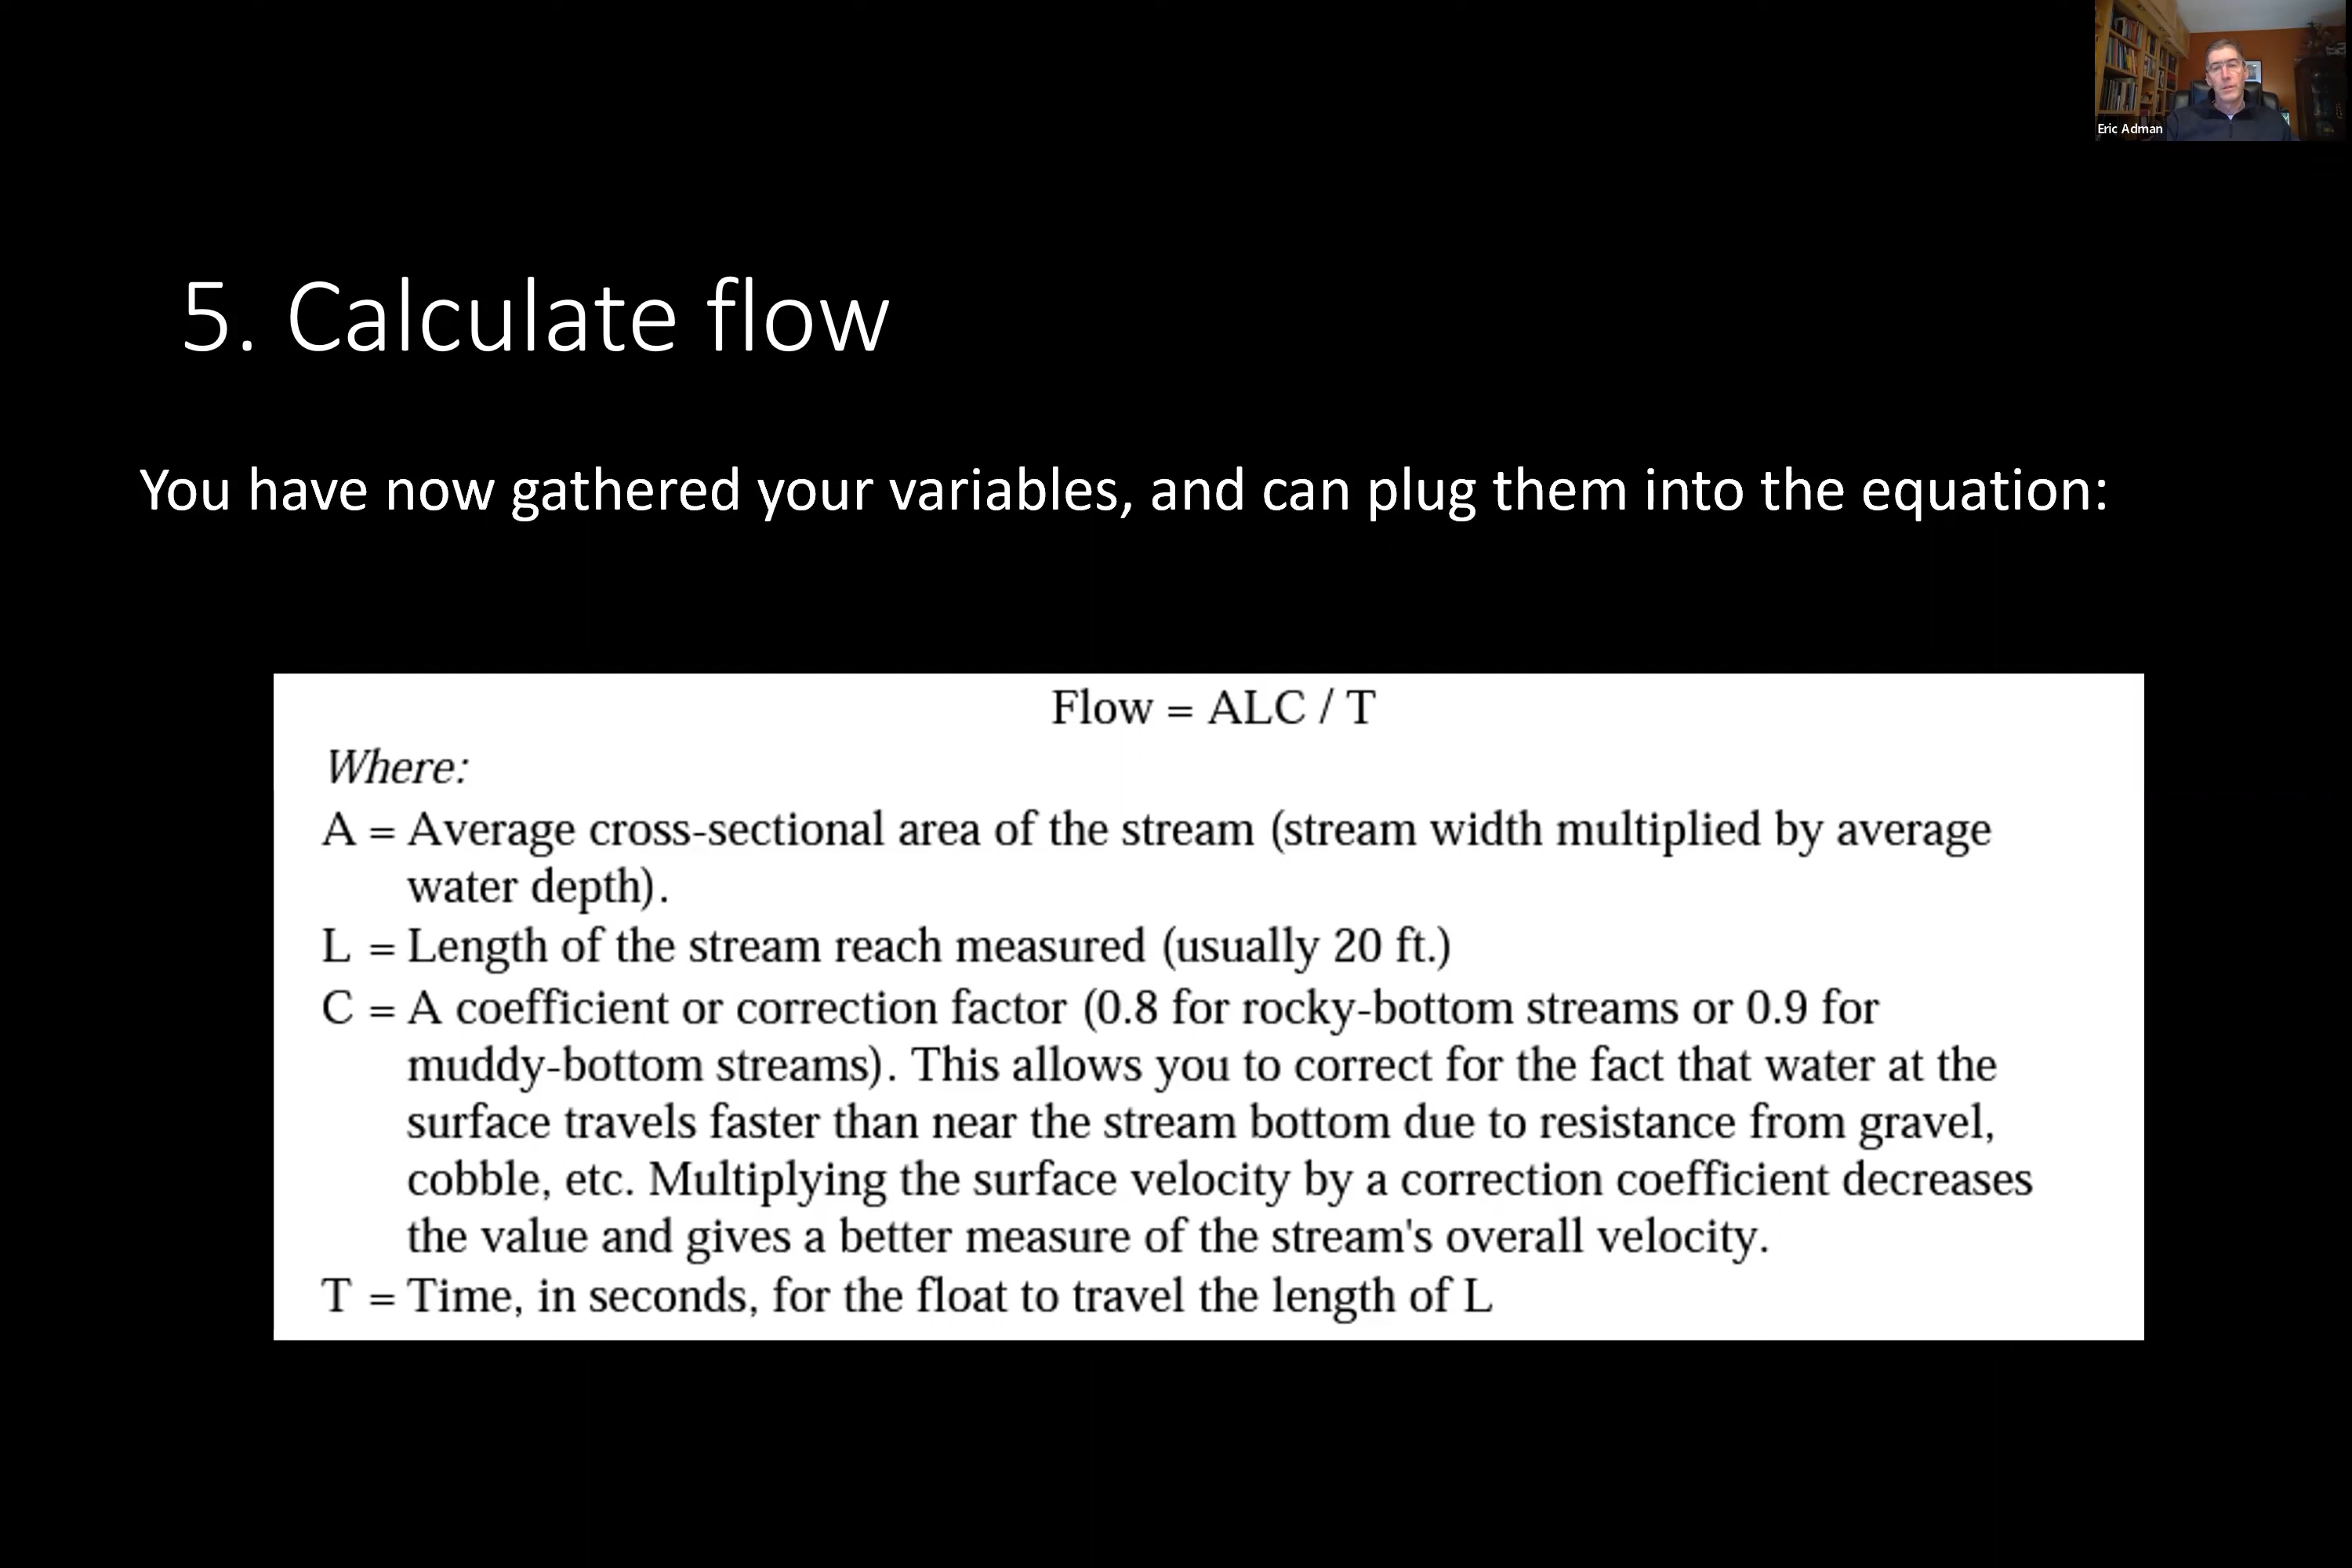 Eric Adman
5. Calculate flow
You have now gathered your variables, and can plug them into the equation:
Flow = ALC / T
Where:
A = Average cross-sectional area of the stream (stream width multiplied by average
water depth).
L = Length of the stream reach measured (usually 20 ft.)
C = A coefficient or correction factor (0.8 for rocky-bottom streams or 0.9 for
muddy-bottom streams). This allows you to correct for the fact that water at the
surface travels faster than near the stream bottom due to resistance from gravel,
cobble, etc. Multiplying the surface velocity by a correction coefficient decreases
the value and gives a better measure of the stream's overall velocity.
T = Time, in seconds, for the float to travel the length of L